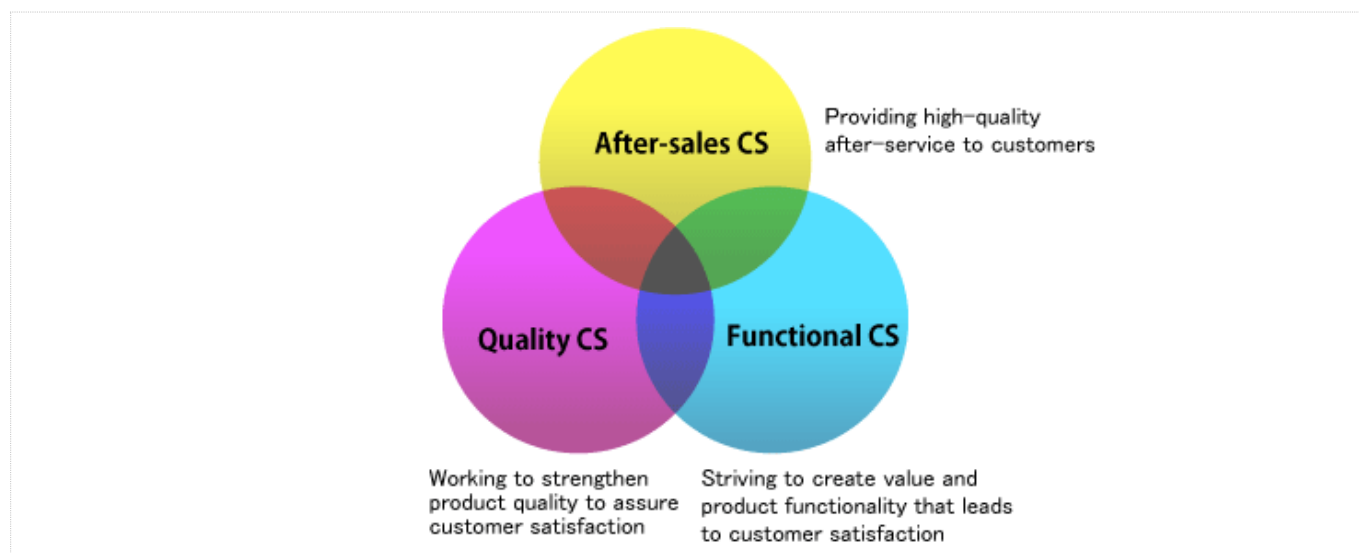 After-sales CS
Providing high-quality
after-service to customers
Quality CS
Functional CS
Working to strengthen
product quality to assure
customer satisfaction
Striving to create value and
product functionality that leads
to customer satisfaction